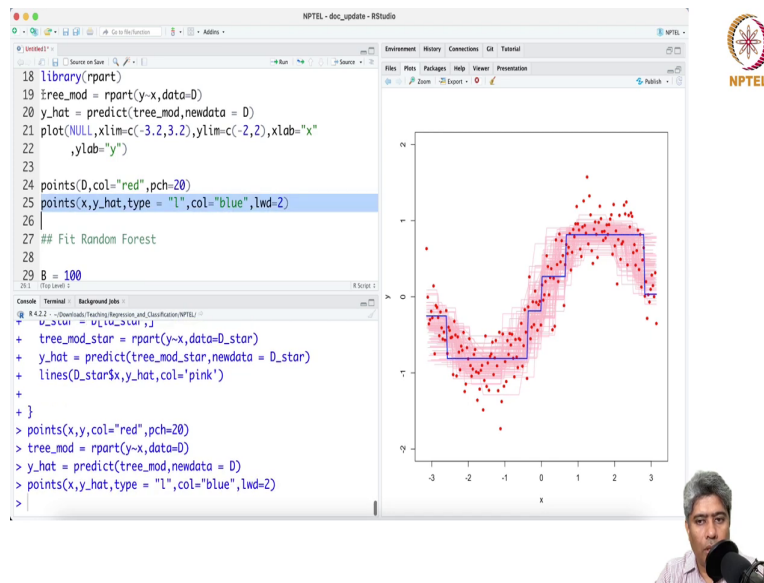 NPTEL - doc_update - RStudio
Go to file/function
Addins
NPTEL
Untitled1*
Source on Save
Run
Source
18 library(rpart)
19 tree_mod = rpart(y~x,data=D)
20 y_hat = predict(tree_mod,newdata = D)
21 plot(NULL,xlim=c(-3.2,3.2),ylim=c(-2,2),xlab="x"
22 ,ylab="y")
23
24 points(D,col="red",pch=20)
25 points(x,y_hat,type = "l",col="blue",lwd=2)
26
27 ## Fit Random Forest
28
29 B = 100
20:1 (Top Level)
R Script
Console Terminal Background Jobs
R 4.2.2 · ~/Downloads/Teaching/Regression_and_Classification/NPTEL/
+ D_star = D[id_star,]
+ tree_mod_star = rpart(y~x,data=D_star)
+ y_hat = predict(tree_mod_star,newdata = D_star)
+ lines(D_star$x,y_hat,col='pink')
+
+ }
> points(x,y,col="red",pch=20)
> tree_mod = rpart(y~x,data=D)
> y_hat = predict(tree_mod,newdata = D)
> points(x,y_hat,type = "l",col="blue",lwd=2)
>
Environment History Connections Git Tutorial
Files Plots Packages Help Viewer Presentation
Zoom Export
Publish
2
1
0
-1
-2
y
-3 -2 -1 0 1 2 3
x
NPTEL